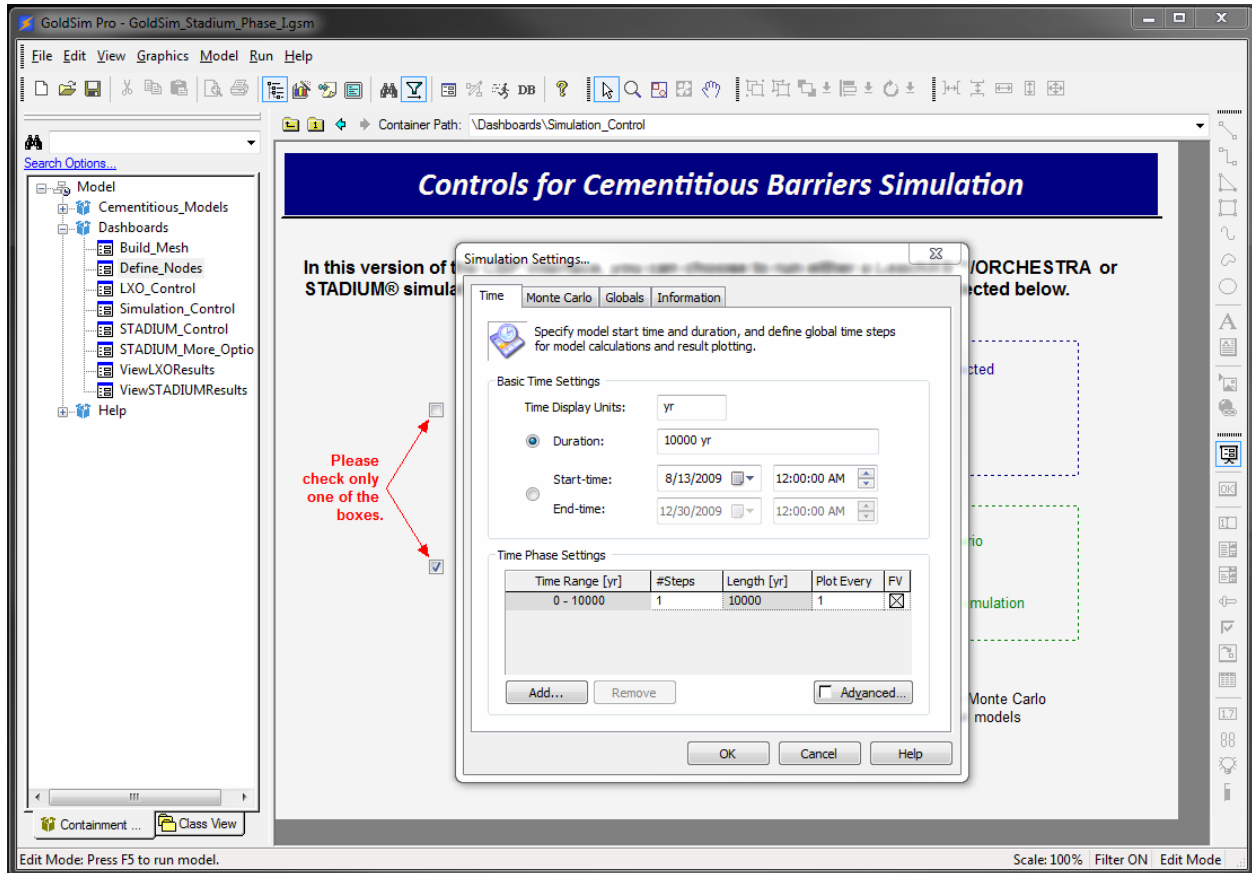 GoldSim Pro - GoldSim_Stadium_Phase_I.gsm
File Edit View Graphics Model Run Help
DB
Container Path: \Dashboards\Simulation_Control
Search Options...
Model
Cementitious_Models
Dashboards
Build_Mesh
Define_Nodes
LXO_Control
Simulation_Control
STADIUM_Control
STADIUM_More_Optio
ViewLXOResults
ViewSTADIUMResults
Help
Containment ... Class View
Controls for Cementitious Barriers Simulation
In this version of t /ORCHESTRA or
STADIUM® simula ected below.
Please
check only
one of the
boxes.
cted
rio
mulation
Monte Carlo
models
Simulation Settings...
Time Monte Carlo Globals Information
Specify model start time and duration, and define global time steps
for model calculations and result plotting.
Basic Time Settings
Time Display Units: yr
Duration: 10000 yr
Start-time: 8/13/2009 12:00:00 AM
End-time: 12/30/2009 12:00:00 AM
Time Phase Settings
Time Range [yr] #Steps Length [yr] Plot Every FV
0 - 10000 1 10000 1
Add... Remove Advanced...
OK Cancel Help
OK
1.7
88
Edit Mode: Press F5 to run model. Scale: 100% Filter ON Edit Mode